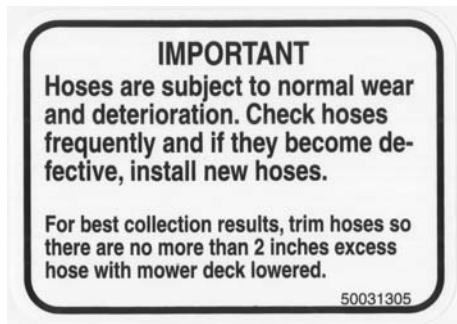 IMPORTANT
Hoses are subject to normal wear
and deterioration. Check hoses
frequently and if they become de-
fective, install new hoses.
For best collection results, trim hoses so
there are no more than 2 inches excess
hose with mower deck lowered.
50031305